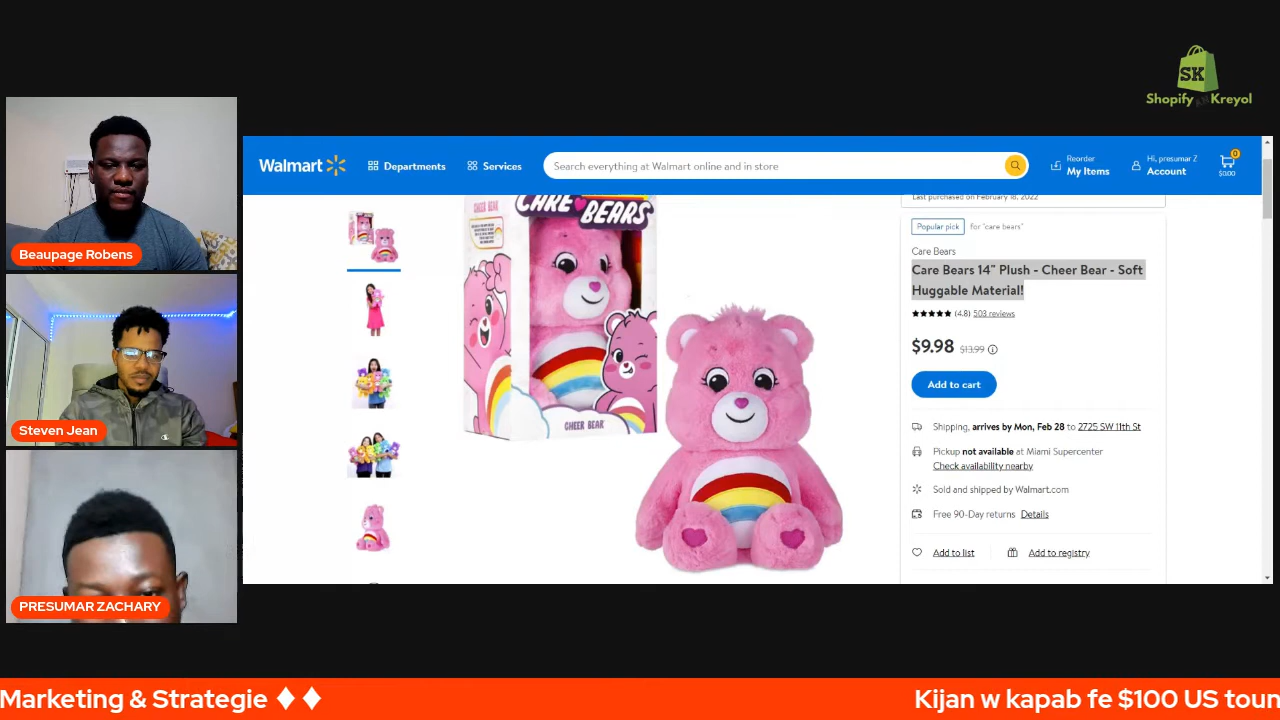 SK
Shopify AN Kreyol
Beaupage Robens
Steven Jean
PRESUMAR ZACHARY
Walmart
Departments
Services
Search everything at Walmart online and in store
Reorder
My Items
Hi, presumar Z
Account
0
$0.00
CARE BEARS
CHEER BEAR
CHEER BEAR
Last purchased on February 18, 2022
Popular pick for "care bears"
Care Bears
Care Bears 14" Plush - Cheer Bear - Soft
Huggable Material!
(4.8) 503 reviews
$9.98 $13.99
Add to cart
Shipping, arrives by Mon, Feb 28 to 2725 SW 11th St
Pickup not available at Miami Supercenter
Check availability nearby
Sold and shipped by Walmart.com
Free 90-Day returns Details
Add to list
Add to registry
Marketing & Strategie ♦ ♦
Kijan w kapab fe $100 US toun